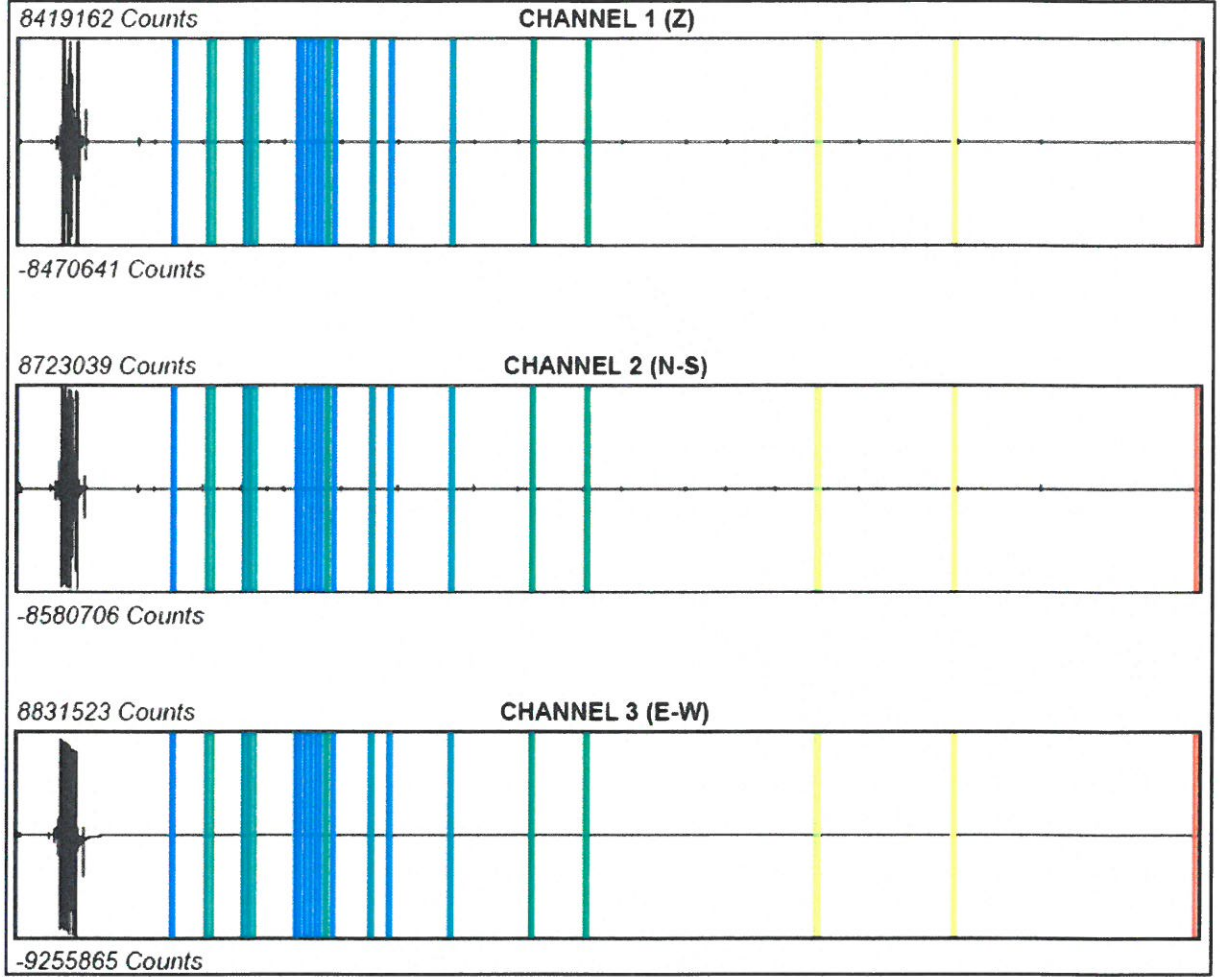 8419162 Counts
CHANNEL 1 (Z)
-8470641 Counts
8723039 Counts
CHANNEL 2 (N-S)
-8580706 Counts
8831523 Counts
CHANNEL 3 (E-W)
-9255865 Counts